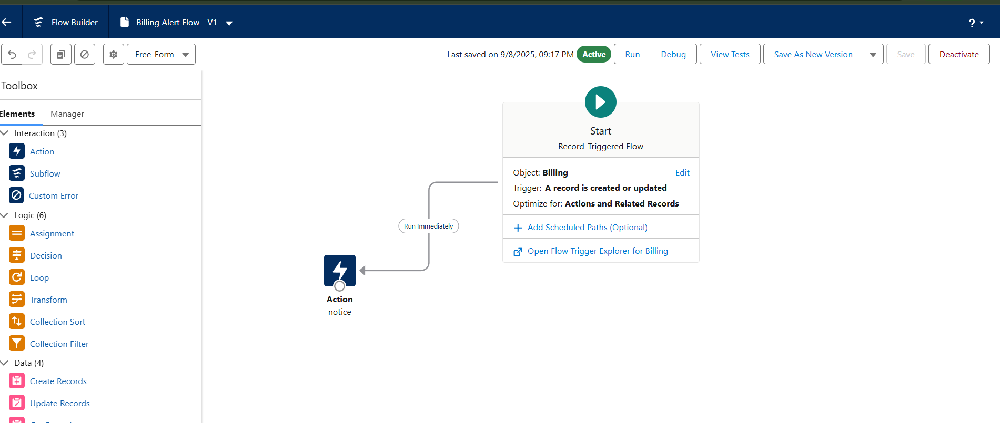 Flow Builder
Billing Alert Flow - V1
?
Free-Form
Last saved on 9/8/2025, 09:17 PM
Active
Run
Debug
View Tests
Save As New Version
Save
Deactivate
Toolbox
Elements
Manager
Interaction (3)
Action
Subflow
Custom Error
Logic (6)
Assignment
Decision
Loop
Transform
Collection Sort
Collection Filter
Data (4)
Create Records
Update Records
Start
Record-Triggered Flow
Object: Billing
Edit
Trigger: A record is created or updated
Optimize for: Actions and Related Records
Add Scheduled Paths (Optional)
Open Flow Trigger Explorer for Billing
Run Immediately
Action
notice